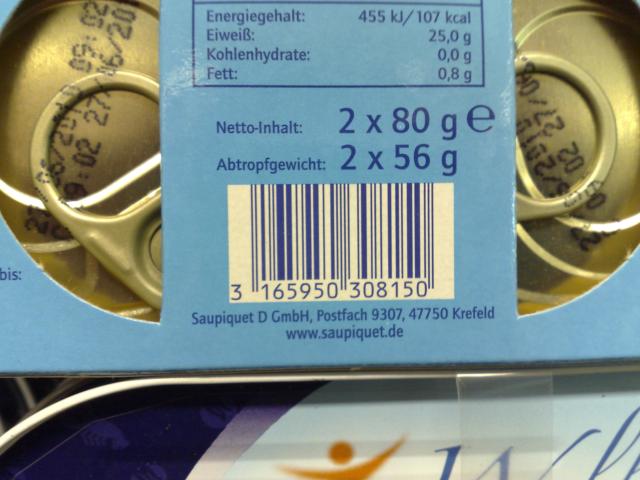 Energiegehalt: 455 kJ/107 kcal
Eiweiß: 25,0 g
Kohlenhydrate: 0,0 g
Fett: 0,8 g
Netto-Inhalt: 2 x 80 g e
Abtropfgewicht: 2 x 56 g
3 165950 308150
bis:
Saupiquet D GmbH, Postfach 9307, 47750 Krefeld
www.saupiquet.de